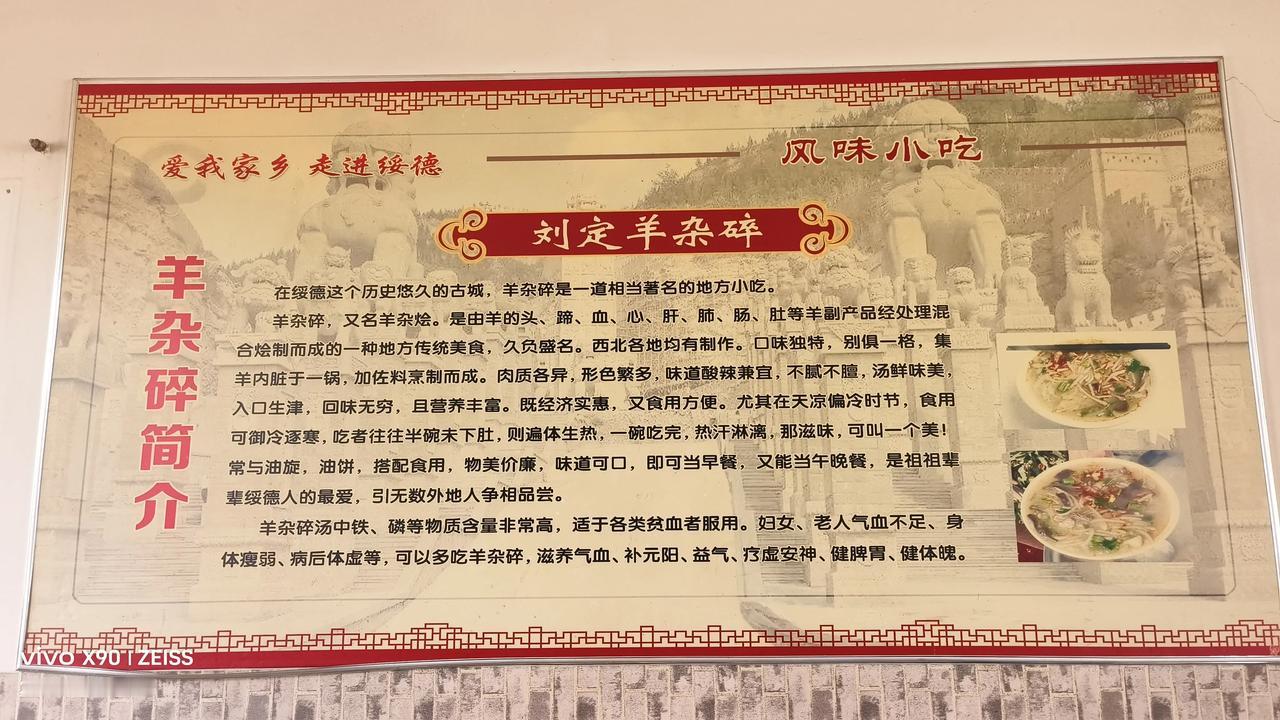 爱我家乡 走进绥德
风味小吃
刘定羊杂碎
羊杂碎简介
在绥德这个历史悠久的古城，羊杂碎是一道相当著名的地方小吃。
羊杂碎，又名羊杂烩。是由羊的头、蹄、血、心、肝、肺、肠、肚等羊副产品经处理混
合烩制而成的一种地方传统美食，久负盛名。西北各地均有制作。口味独特，别俱一格，集
羊内脏于一锅，加佐料烹制而成。肉质各异，形色繁多，味道酸辣兼宜，不腻不膻，汤鲜味美，
入口生津，回味无穷，且营养丰富。既经济实惠，又食用方便。尤其在天凉偏冷时节，食用
可御冷逐寒，吃者往往半碗未下肚，则遍体生热，一碗吃完，热汗淋漓，那滋味，可叫一个美！
常与油旋，油饼，搭配食用，物美价廉，味道可口，即可当早餐，又能当午晚餐，是祖祖辈
辈绥德人的最爱，引无数外地人争相品尝。
羊杂碎汤中铁、磷等物质含量非常高，适于各类贫血者服用。妇女、老人气血不足、身
体瘦弱、病后体虚等，可以多吃羊杂碎，滋养气血、补元阳、益气、疗虚安神、健脾胃、健体魄。
vivo X90 | ZEISS